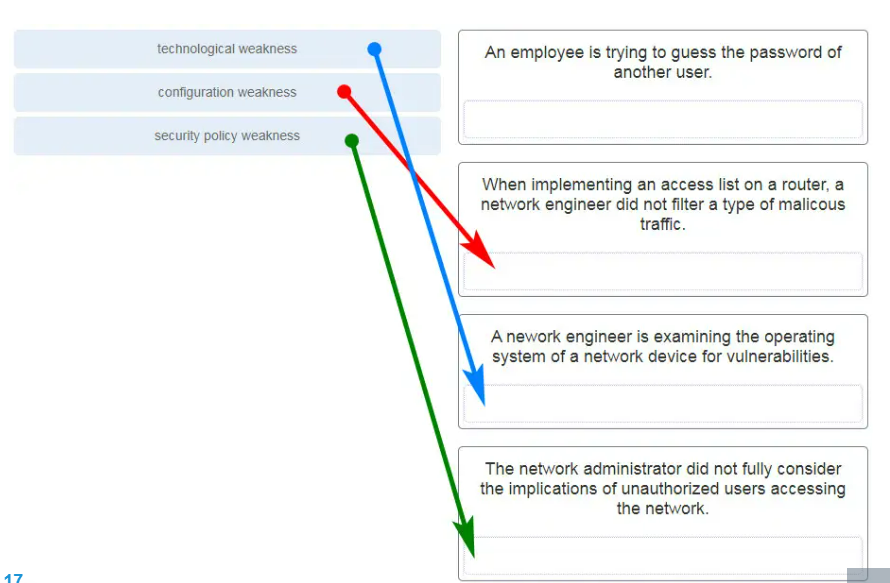 technological weakness
configuration weakness
security policy weakness
An employee is trying to guess the password of
another user.
When implementing an access list on a router, a
network engineer did not filter a type of malicous
traffic.
A nework engineer is examining the operating
system of a network device for vulnerabilities.
The network administrator did not fully consider
the implications of unauthorized users accessing
the network.
17